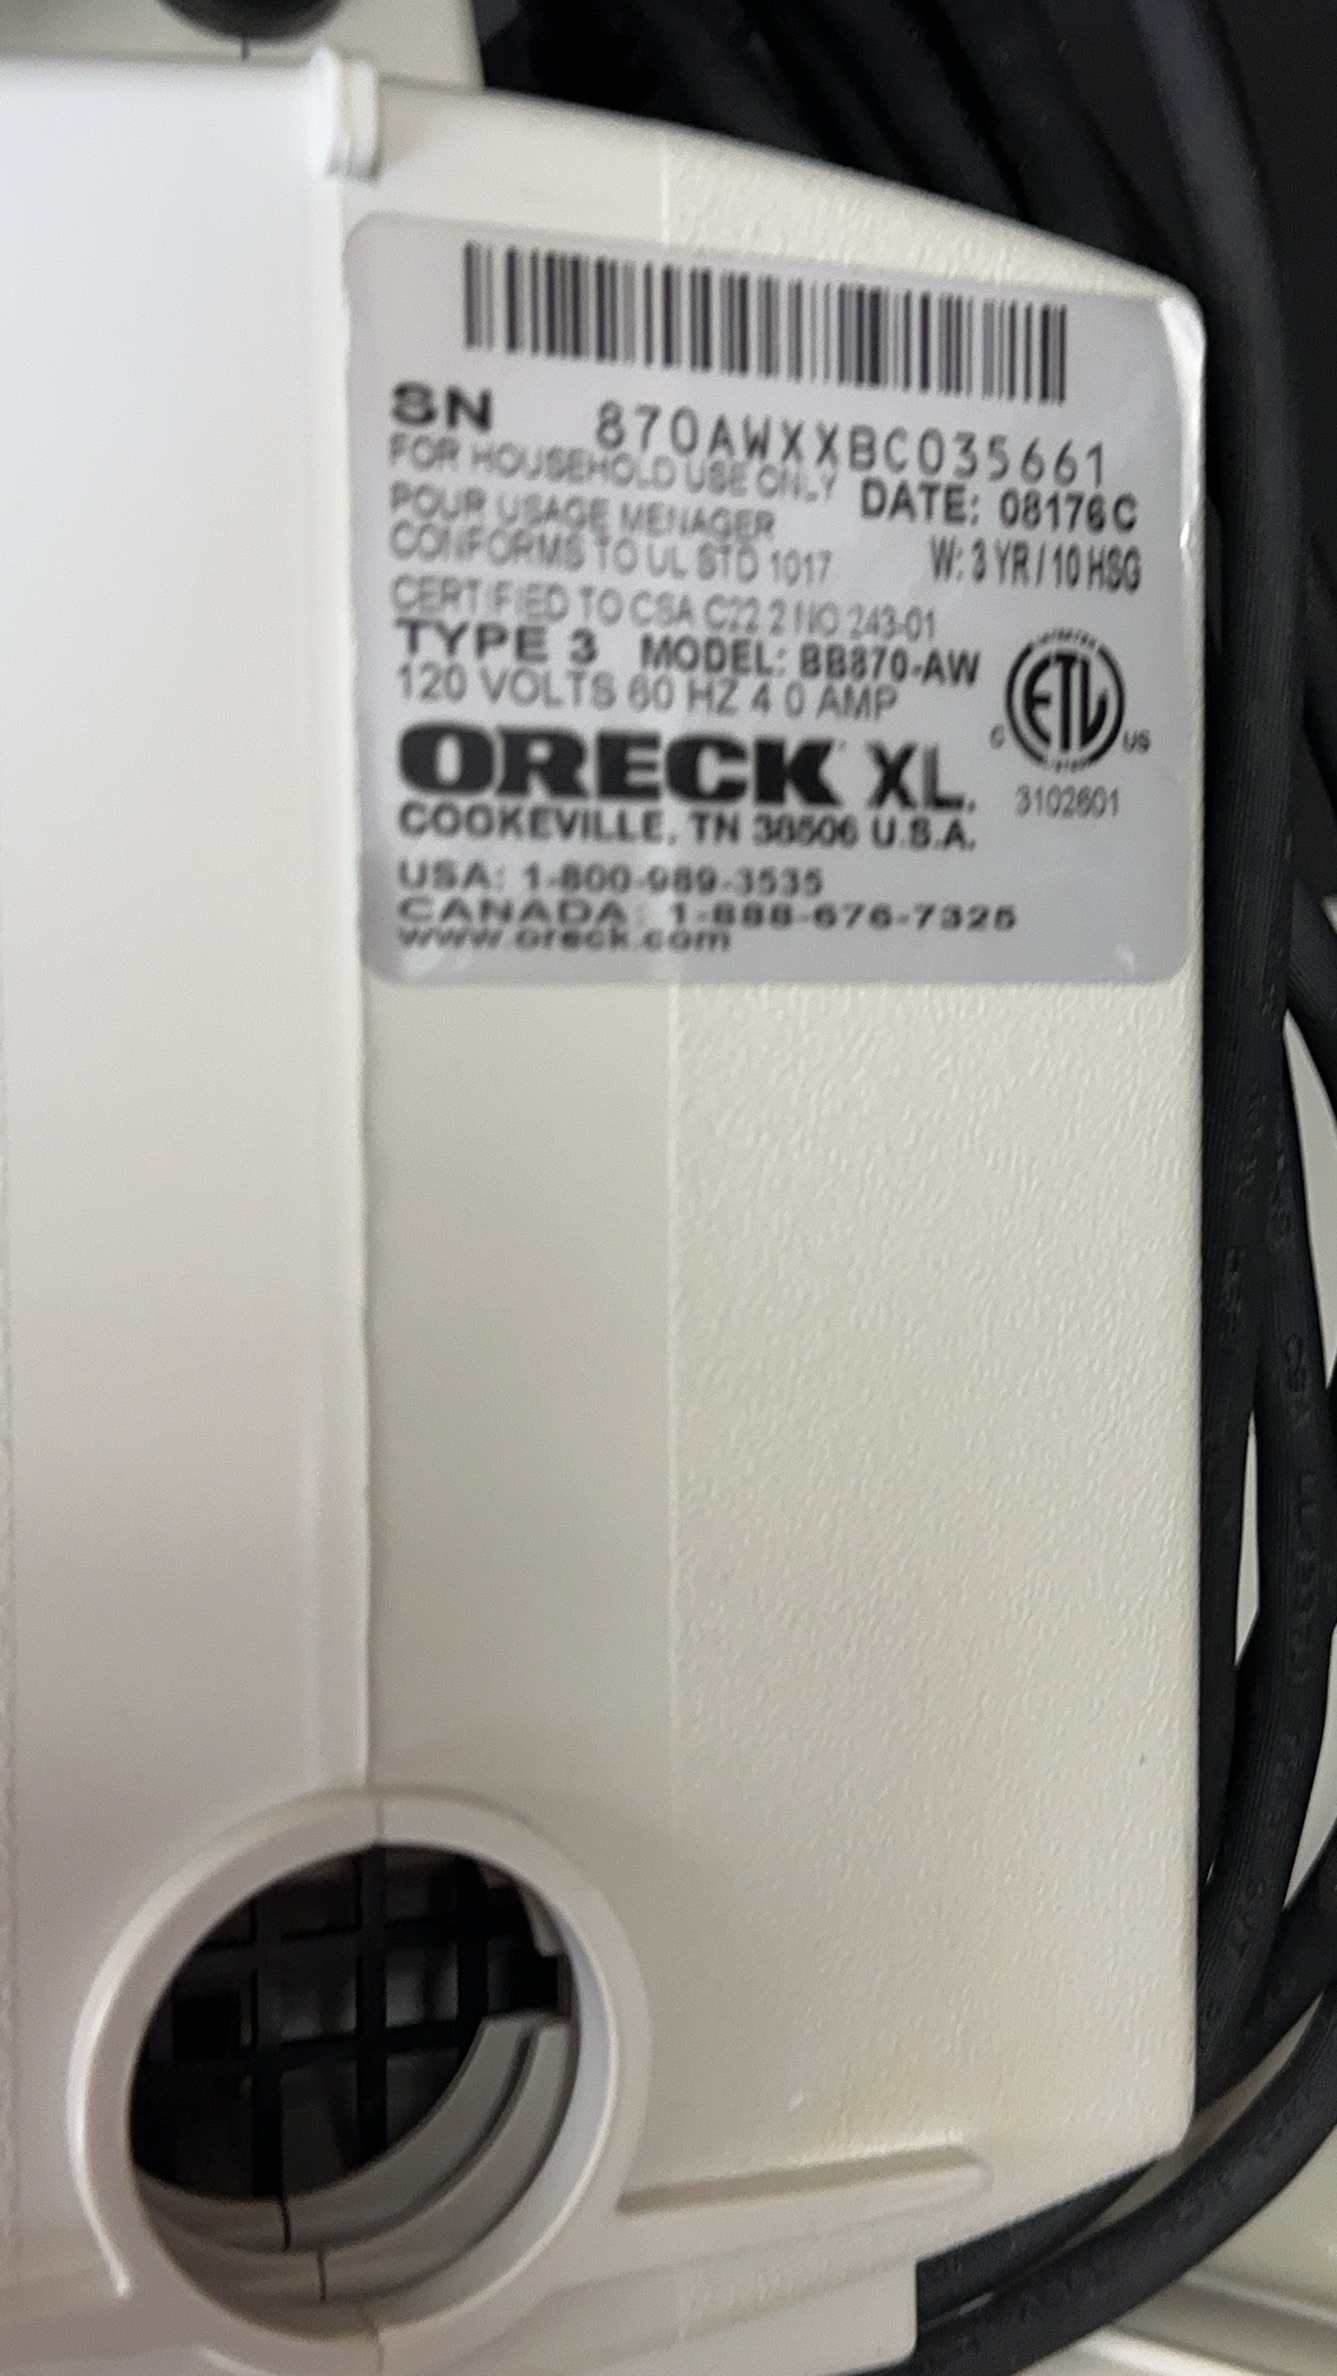 SN 870AWXXBC035661
FOR HOUSEHOLD USE ONLY
POUR USAGE MENAGER
DATE: 08176C
CONFORMS TO UL STD 1017
W: 3 YR / 10 HSG
CERTIFIED TO CSA C22 2 NO 243-01
TYPE 3 MODEL: BB870-AW
120 VOLTS 60 HZ 4 0 AMP
C ETL US
3102601
ORECK XL.
COOKEVILLE, TN 38506 U.S.A.
USA: 1-800-989-3535
CANADA: 1-888-676-7325
www.oreck.com